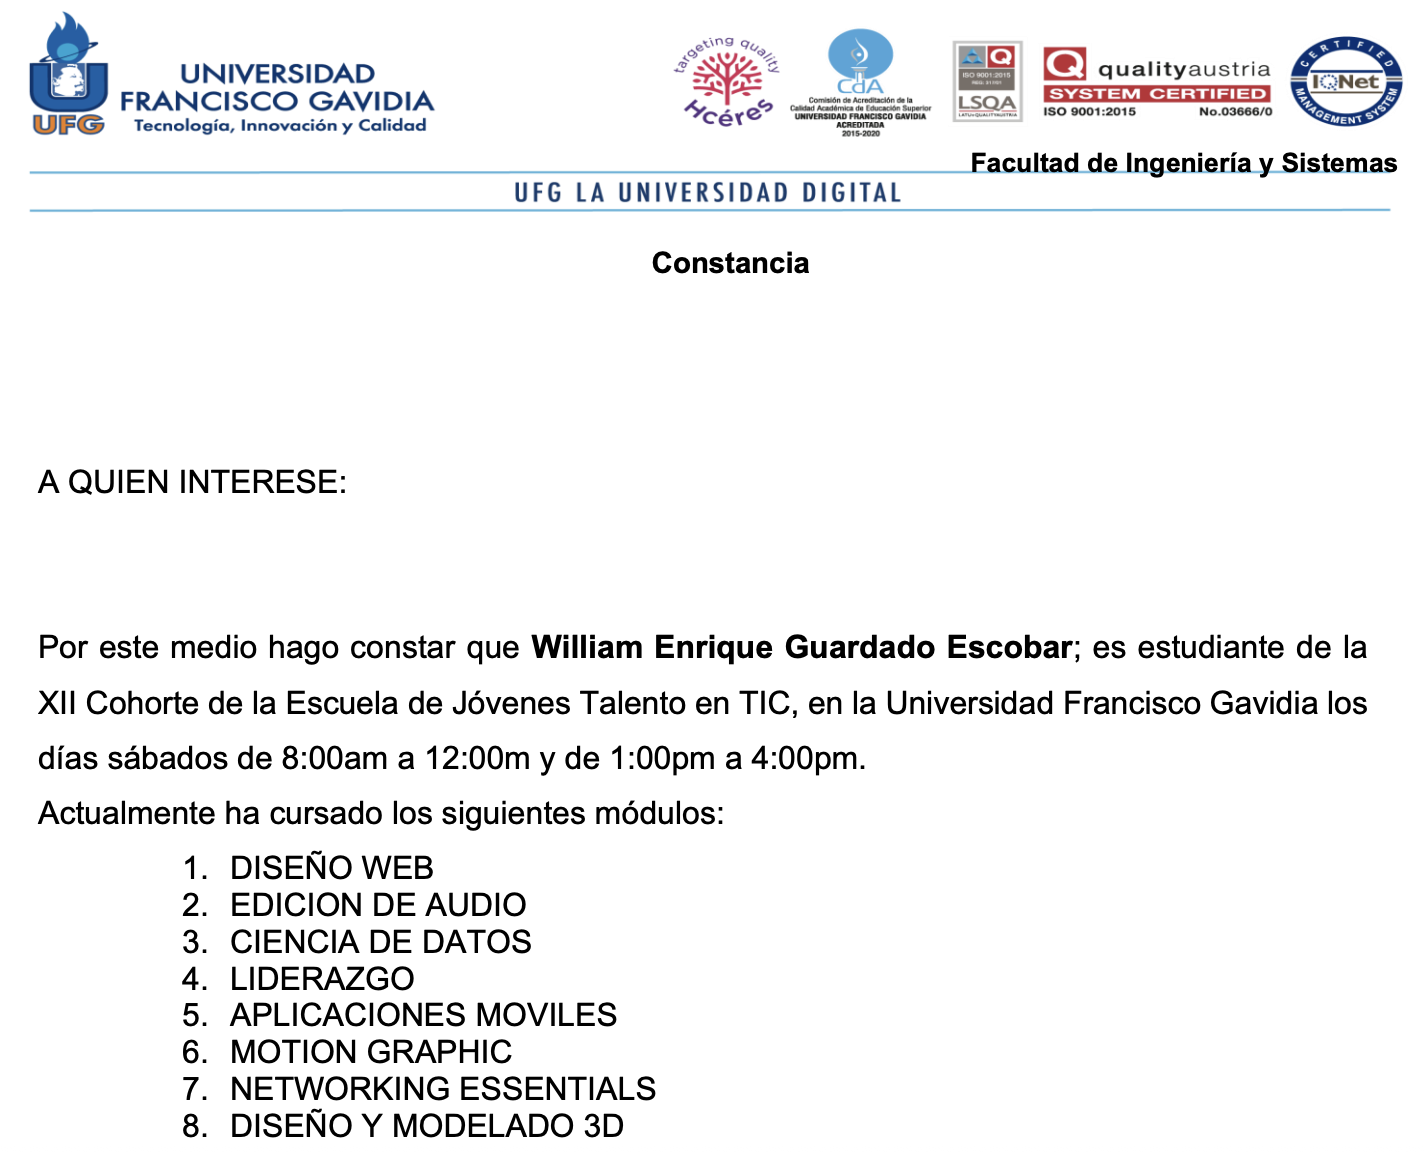 UFG
UNIVERSIDAD
FRANCISCO GAVIDIA
Tecnología, Innovación y Calidad
targeting quality
Hcéres
CdA
Comisión de Acreditación de la
Calidad Académica de Educación Superior
UNIVERSIDAD FRANCISCO GAVIDIA
ACREDITADA
2015-2020
Q
ISO 9001:2015
LSQA
LATU • QUALITYAUSTRIA
Q qualityaustria
SYSTEM CERTIFIED
ISO 9001:2015 No.03666/0
CERTIFIED
IQNet
MANAGEMENT SYSTEM
Facultad de Ingeniería y Sistemas
UFG LA UNIVERSIDAD DIGITAL
Constancia
A QUIEN INTERESE:
Por este medio hago constar que William Enrique Guardado Escobar; es estudiante de la
XII Cohorte de la Escuela de Jóvenes Talento en TIC, en la Universidad Francisco Gavidia los
días sábados de 8:00am a 12:00m y de 1:00pm a 4:00pm.
Actualmente ha cursado los siguientes módulos:
1. DISEÑO WEB
2. EDICION DE AUDIO
3. CIENCIA DE DATOS
4. LIDERAZGO
5. APLICACIONES MOVILES
6. MOTION GRAPHIC
7. NETWORKING ESSENTIALS
8. DISEÑO Y MODELADO 3D